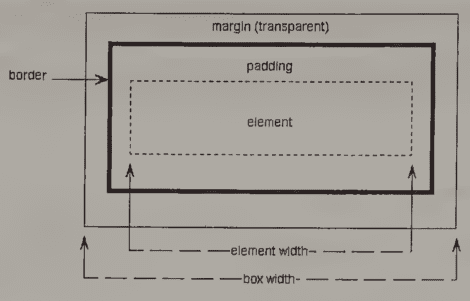 margin (transparent)
border
padding
element
element width
box width